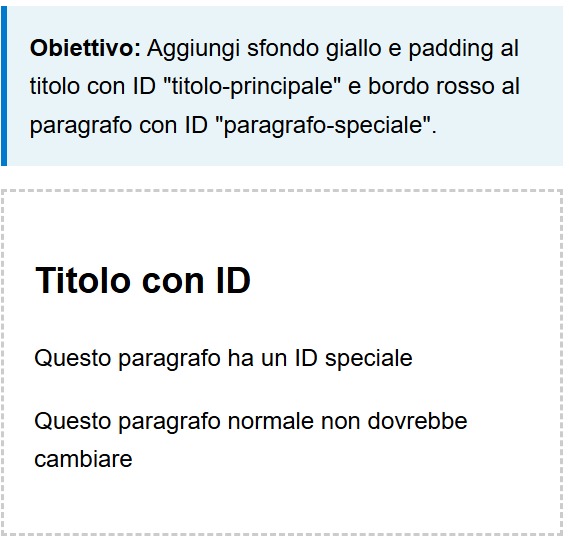 Obiettivo: Aggiungi sfondo giallo e padding al
titolo con ID "titolo-principale" e bordo rosso al
paragrafo con ID "paragrafo-speciale".
Titolo con ID
Questo paragrafo ha un ID speciale
Questo paragrafo normale non dovrebbe
cambiare